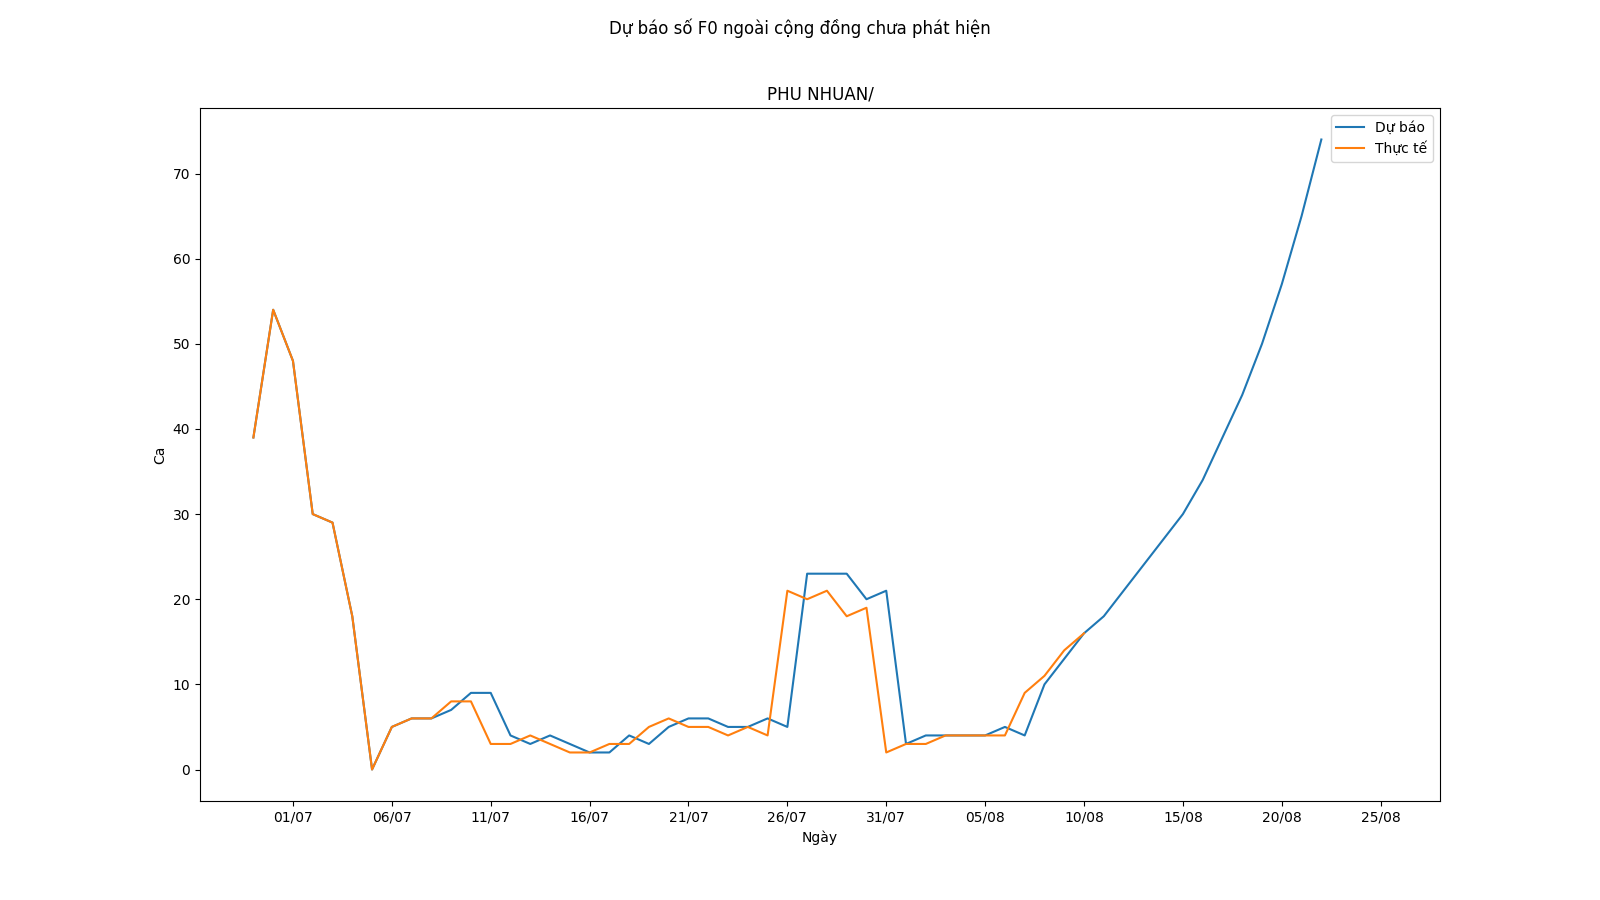 Dự báo số F0 ngoài cộng đồng chưa phát hiện
PHU NHUAN/
Dự báo
Thực tế
70
60
50
40
30
20
10
0
Ca
01/07 06/07 11/07 16/07 21/07 26/07 31/07 05/08 10/08 15/08 20/08 25/08
Ngày